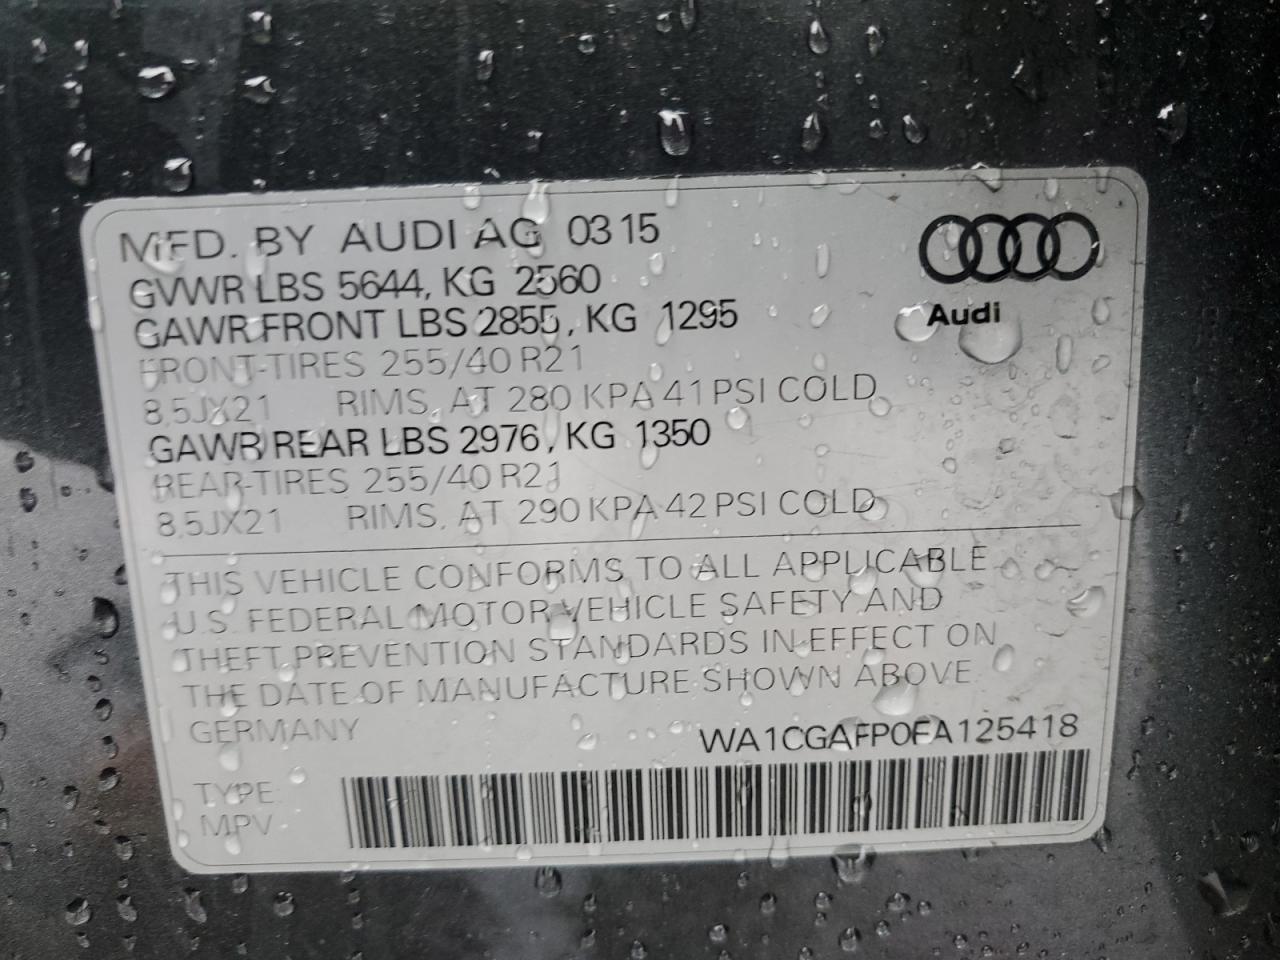 MFD. BY AUDI AG 03 15
GVWR LBS 5644, KG 2560
GAWR FRONT LBS 2855, KG 1295
FRONT-TIRES 255/40 R21
8,5JX21 RIMS, AT 280 KPA 41 PSI COLD
GAWR REAR LBS 2976, KG 1350
REAR-TIRES 255/40 R21
8,5JX21 RIMS, AT 290 KPA 42 PSI COLD
Audi
THIS VEHICLE CONFORMS TO ALL APPLICABLE
U.S. FEDERAL MOTOR VEHICLE SAFETY AND
THEFT PREVENTION STANDARDS IN EFFECT ON
THE DATE OF MANUFACTURE SHOWN ABOVE.
GERMANY
WA1CGAFP0FA125418
TYPE:
MPV